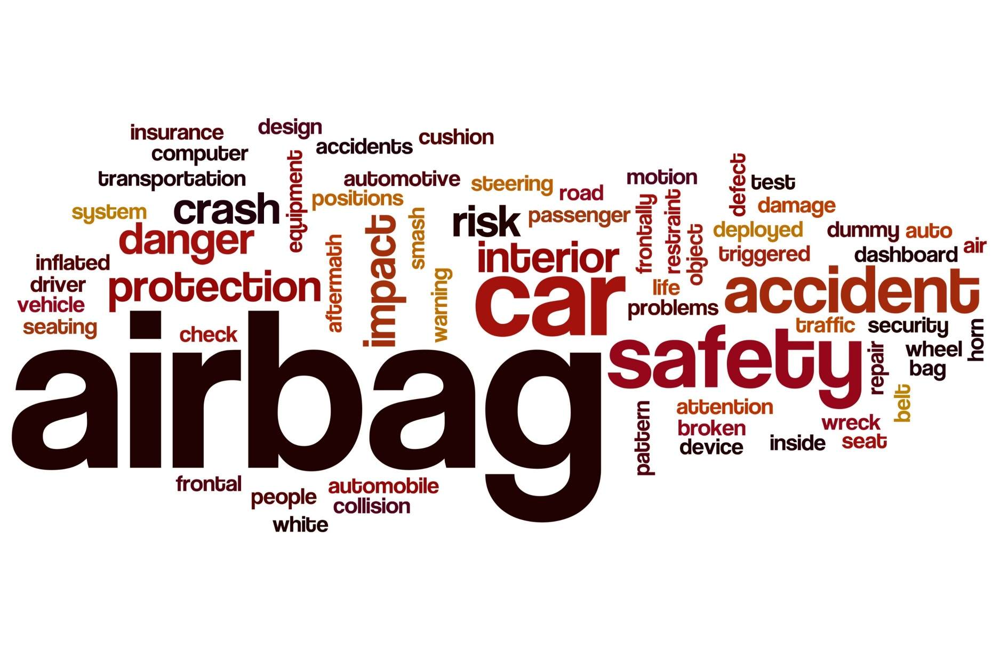 design
insurance
cushion
accidents
computer
transportation
automotive
equipment
motion
defect
test
steering
road
positions
system
crash
damage
passenger
risk
smash
frontally
restraint
impact
danger
deployed
dummy
auto
object
aftermath
air
triggered
dashboard
interior
inflated
driver
protection
warning
life
car
accident
vehicle
problems
seating
check
traffic
security
horn
airbag
safety
repair
wheel
bag
belt
attention
pattern
wreck
broken
seat
device
inside
frontal
automobile
people
collision
white